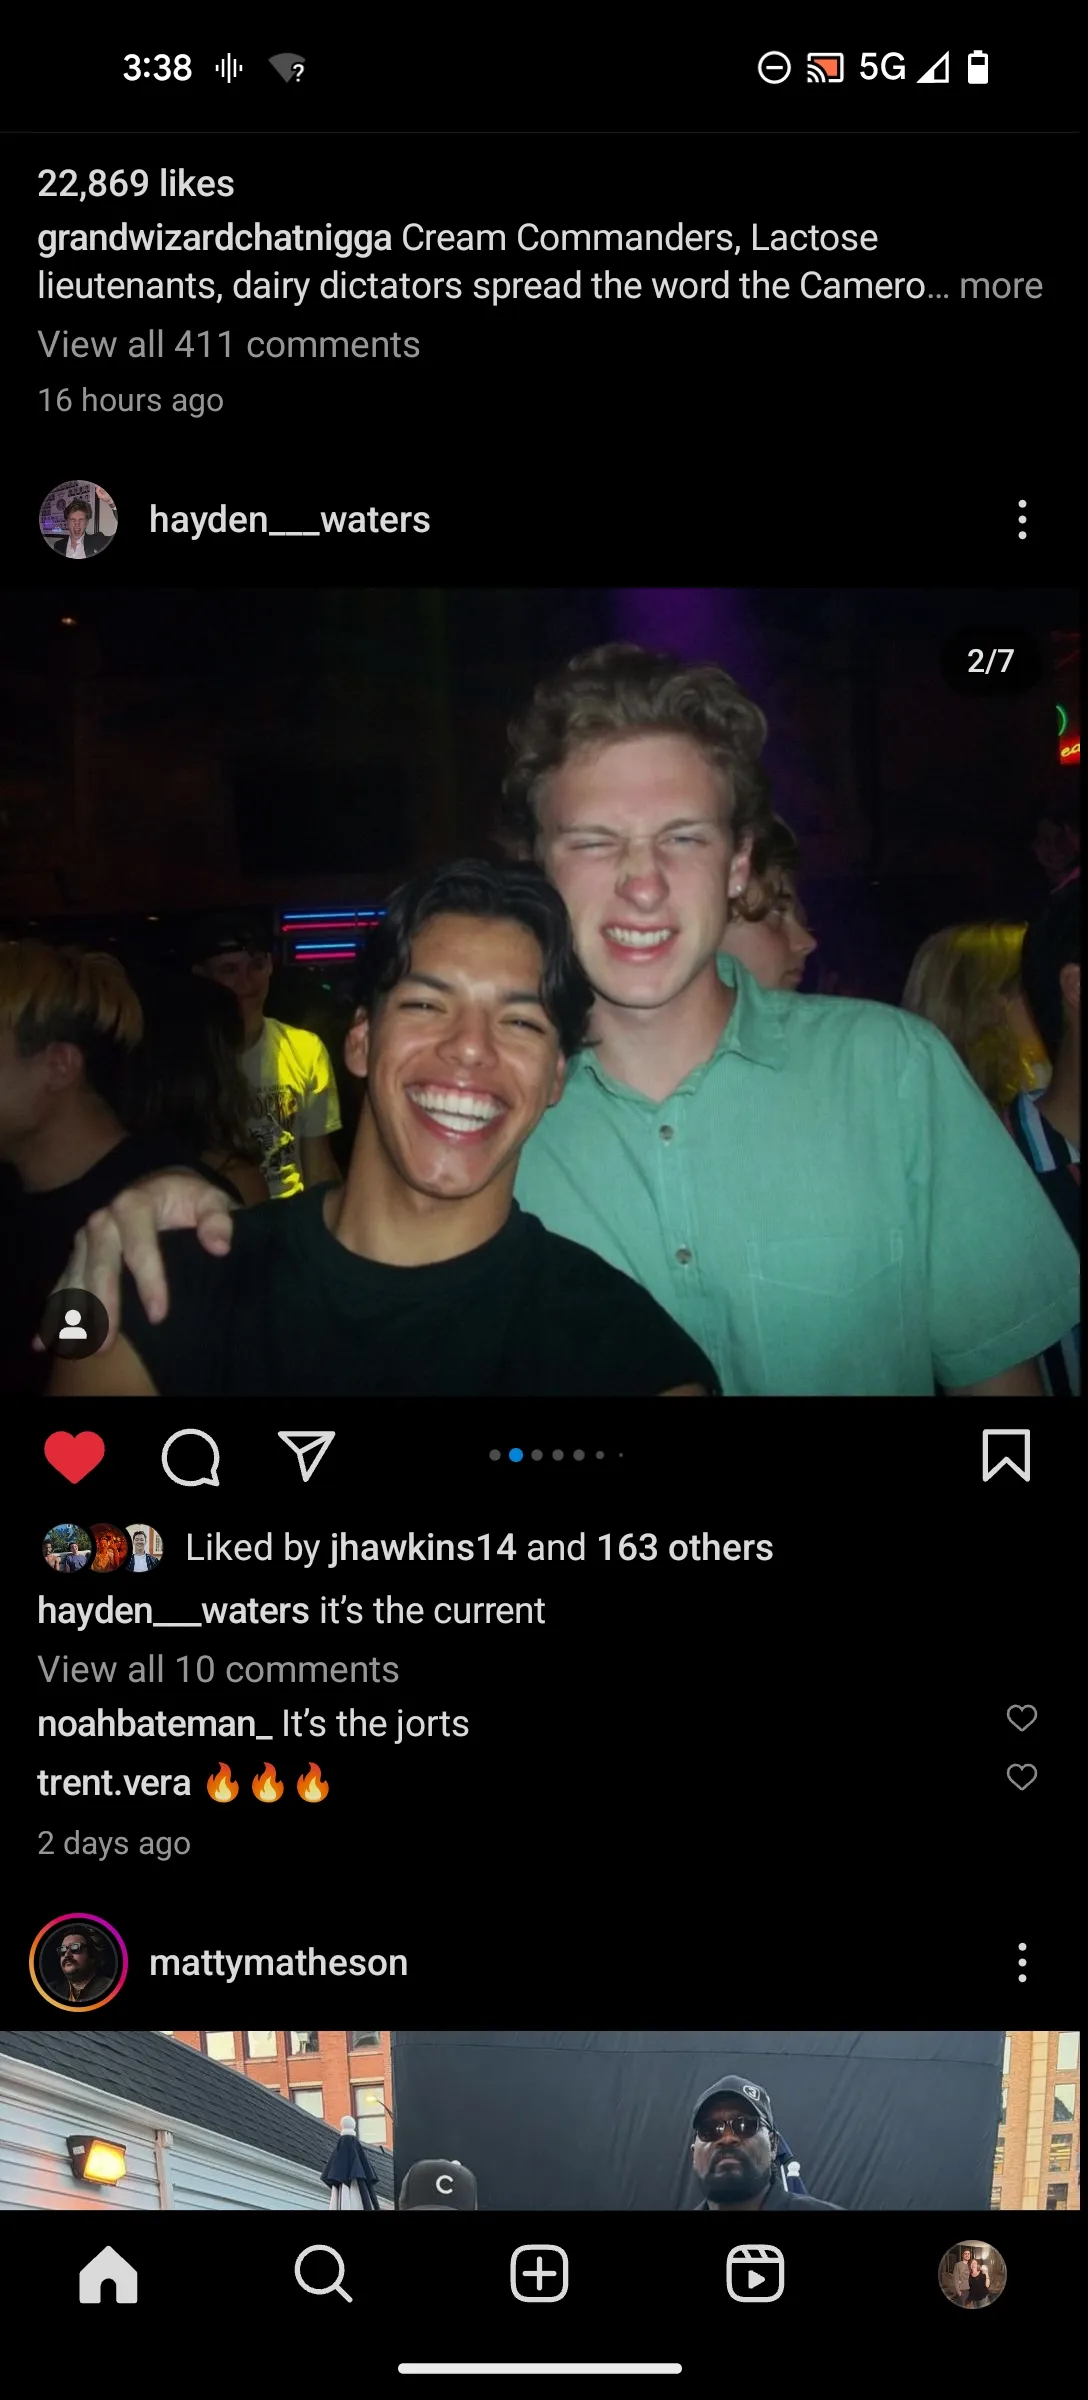 3:38
5G
22,869 likes
grandwizardchatnigga Cream Commanders, Lactose
lieutenants, dairy dictators spread the word the Camero... more
View all 411 comments
16 hours ago
hayden___waters
2/7
Liked by jhawkins14 and 163 others
hayden___waters it’s the current
View all 10 comments
noahbateman_ It’s the jorts
trent.vera 🔥🔥🔥
2 days ago
mattymatheson
C